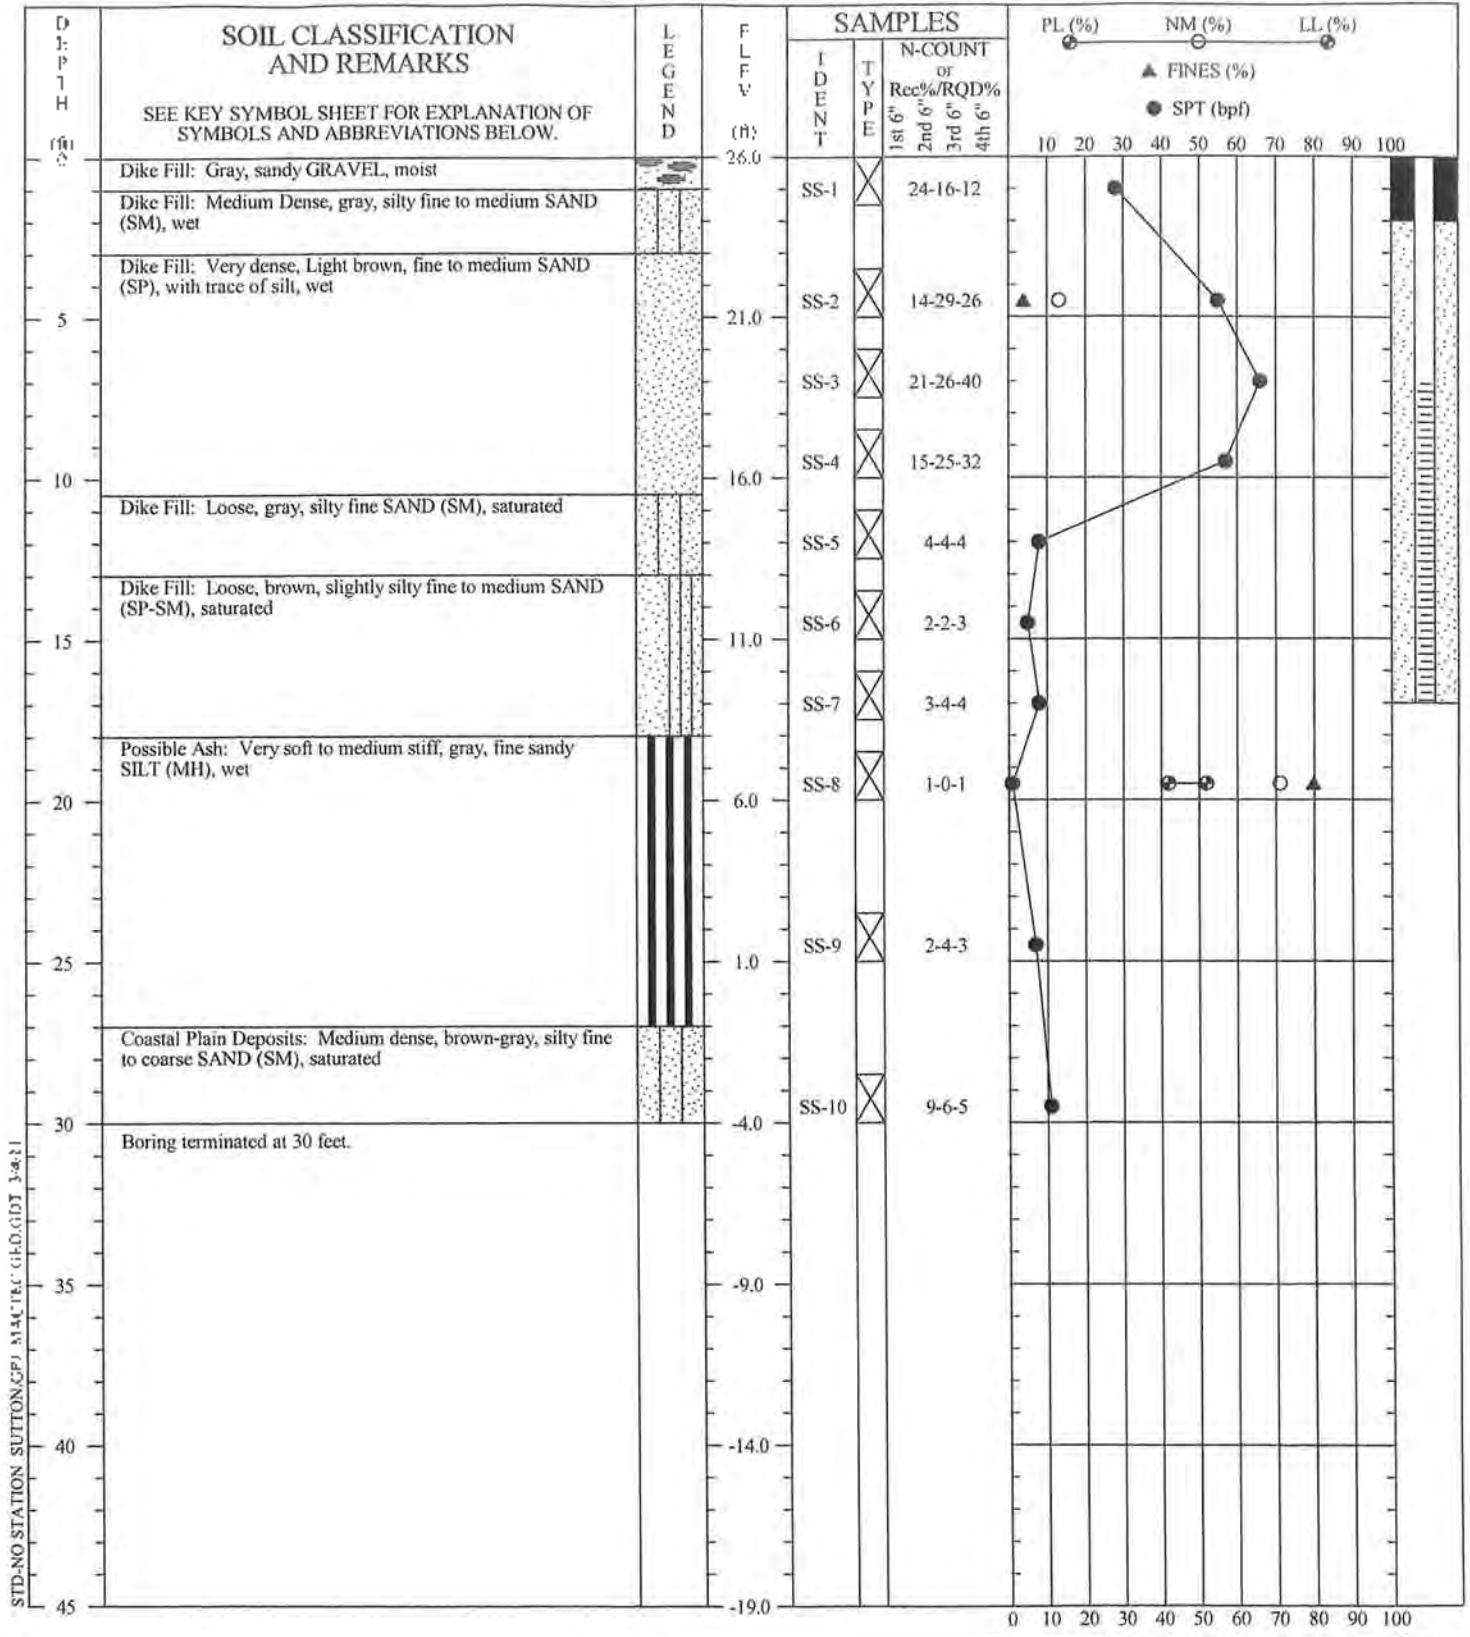 DEPTH
(ft)
SOIL CLASSIFICATION
AND REMARKS
SEE KEY SYMBOL SHEET FOR EXPLANATION OF
SYMBOLS AND ABBREVIATIONS BELOW.
LEGEND
ELEV
(ft)
SAMPLES
IDENT
TYPE
N-COUNT
or
Rec%/RQD%
1st 6"
2nd 6"
3rd 6"
4th 6"
PL (%) NM (%) LL (%)
▲ FINES (%)
● SPT (bpf)
10 20 30 40 50 60 70 80 90 100
0 26.0
Dike Fill: Gray, sandy GRAVEL, moist
SS-1 24-16-12
Dike Fill: Medium Dense, gray, silty fine to medium SAND
(SM), wet
Dike Fill: Very dense, Light brown, fine to medium SAND
(SP), with trace of silt, wet
SS-2 14-29-26
5 21.0
SS-3 21-26-40
SS-4 15-25-32
10 16.0
Dike Fill: Loose, gray, silty fine SAND (SM), saturated
SS-5 4-4-4
Dike Fill: Loose, brown, slightly silty fine to medium SAND
(SP-SM), saturated
SS-6 2-2-3
15 11.0
SS-7 3-4-4
Possible Ash: Very soft to medium stiff, gray, fine sandy
SILT (MH), wet
SS-8 1-0-1
20 6.0
SS-9 2-4-3
25 1.0
Coastal Plain Deposits: Medium dense, brown-gray, silty fine
to coarse SAND (SM), saturated
SS-10 9-6-5
30 -4.0
Boring terminated at 30 feet.
35 -9.0
40 -14.0
45 -19.0
0 10 20 30 40 50 60 70 80 90 100
STD-NO STATION SUTTON.GPJ